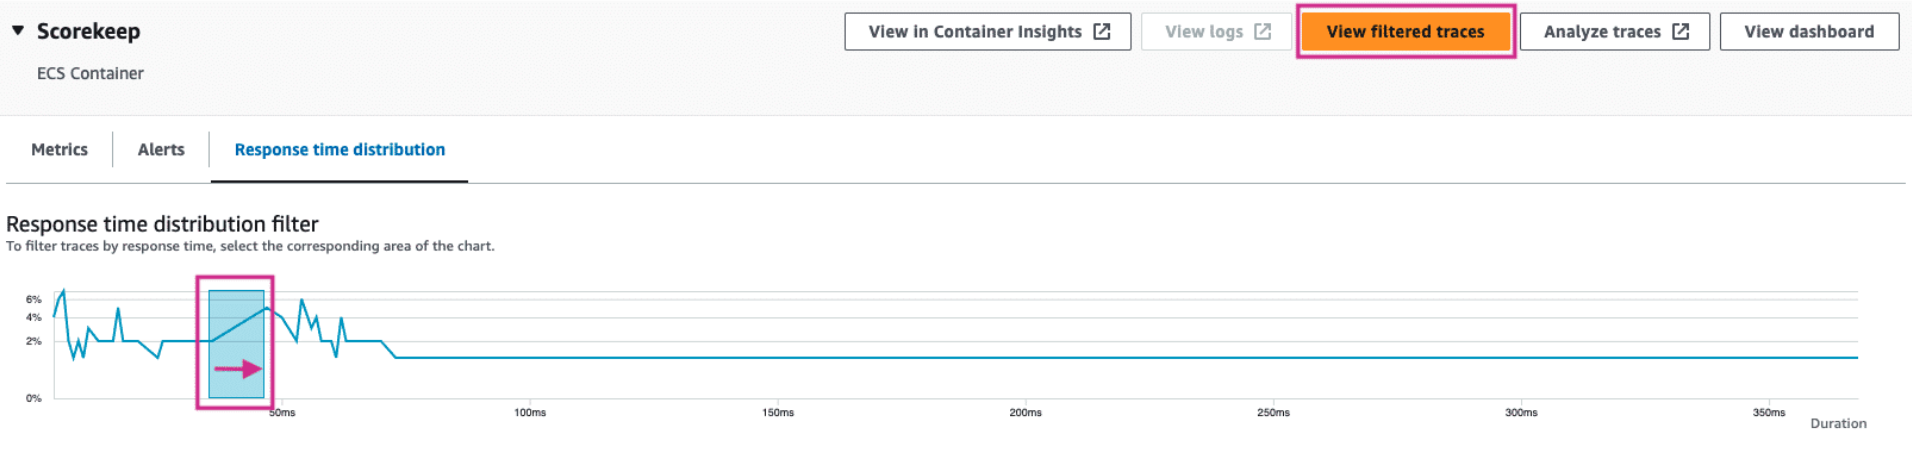 Scorekeep
View in Container Insights
View logs
View filtered traces
Analyze traces
View dashboard
ECS Container
Metrics
Alerts
Response time distribution
Response time distribution filter
To filter traces by response time, select the corresponding area of the chart.
6%
4%
2%
0%
50ms
100ms
150ms
200ms
250ms
300ms
350ms
Duration